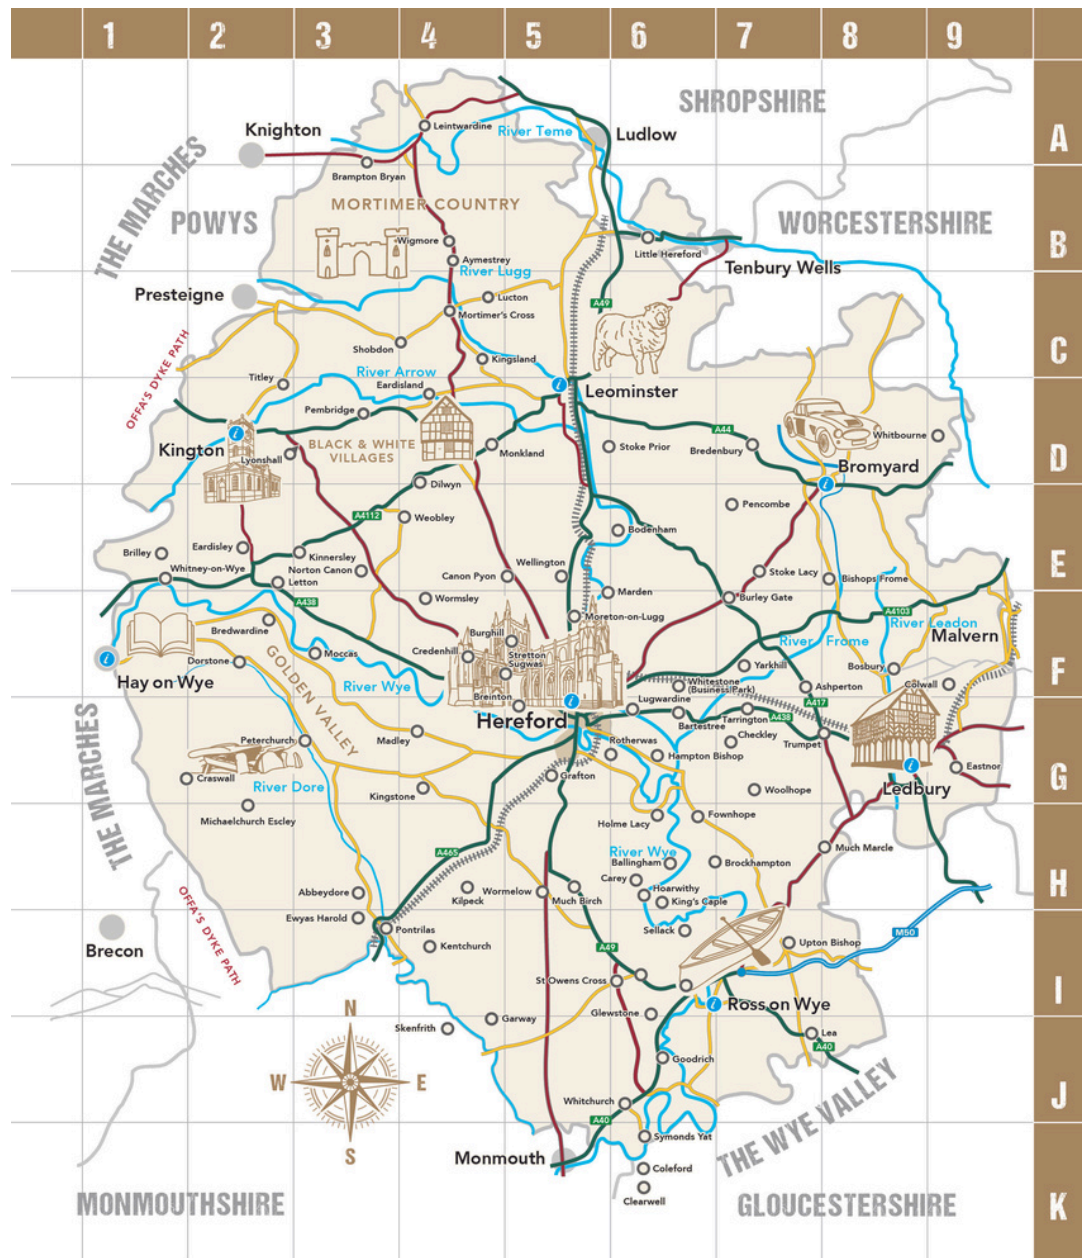 1 2 3 4 5 6 7 8 9
A
B
C
D
E
F
G
H
I
J
K
SHROPSHIRE
Knighton
Leintwardine
River Teme
Ludlow
THE MARCHES
Brampton Bryan
MORTIMER COUNTRY
POWYS
WORCESTERSHIRE
Wigmore
Little Hereford
Aymestrey
Tenbury Wells
River Lugg
Presteigne
Lucton
A49
Mortimer's Cross
OFFA'S DYKE PATH
Shobdon
Kingsland
River Arrow
Titley
Eardisland
Leominster
Pembridge
A44
Kington
BLACK & WHITE
VILLAGES
Lyonshall
Monkland
Stoke Prior
Bredenbury
Whitbourne
Bromyard
Dilwyn
Pencombe
A4112
Weobley
Bodenham
Brilley
Eardisley
Kinnersley
Whitney-on-Wye
Norton Canon
Letton
Canon Pyon
Wellington
Stoke Lacy
Bishops Frome
Marden
A438
Wormsley
Burley Gate
A4103
Moreton-on-Lugg
River Leadon
Bredwardine
Burghill
River Frome
Malvern
Moccas
Credenhill
Stretton
Sugwas
Dorstone
GOLDEN VALLEY
Yarkhill
Bosbury
Hay on Wye
River Wye
Whitestone
(Business Park)
Ashperton
Colwall
Breinton
Lugwardine
A417
Hereford
Bartestree
Tarrington
A438
THE MARCHES
Peterchurch
Madley
Rotherwas
Checkley
Trumpet
Hampton Bishop
Craswall
River Dore
Grafton
Eastnor
Kingstone
Woolhope
Ledbury
Michaelchurch Escley
Holme Lacy
Fownhope
A465
River Wye
Much Marcle
Ballingham
Brockhampton
Abbeydore
Kilpeck
Wormelow
Much Birch
Carey
Hoarwithy
King's Caple
OFFA'S DYKE PATH
Ewyas Harold
Pontrilas
Sellack
M50
Brecon
Kentchurch
A49
Upton Bishop
St Owens Cross
Ross on Wye
N
Skenfrith
Garway
Glewstone
Lea
A40
W
E
Goodrich
THE WYE VALLEY
Whitchurch
A40
S
Symonds Yat
Monmouth
Coleford
Clearwell
MONMOUTHSHIRE
GLOUCESTERSHIRE